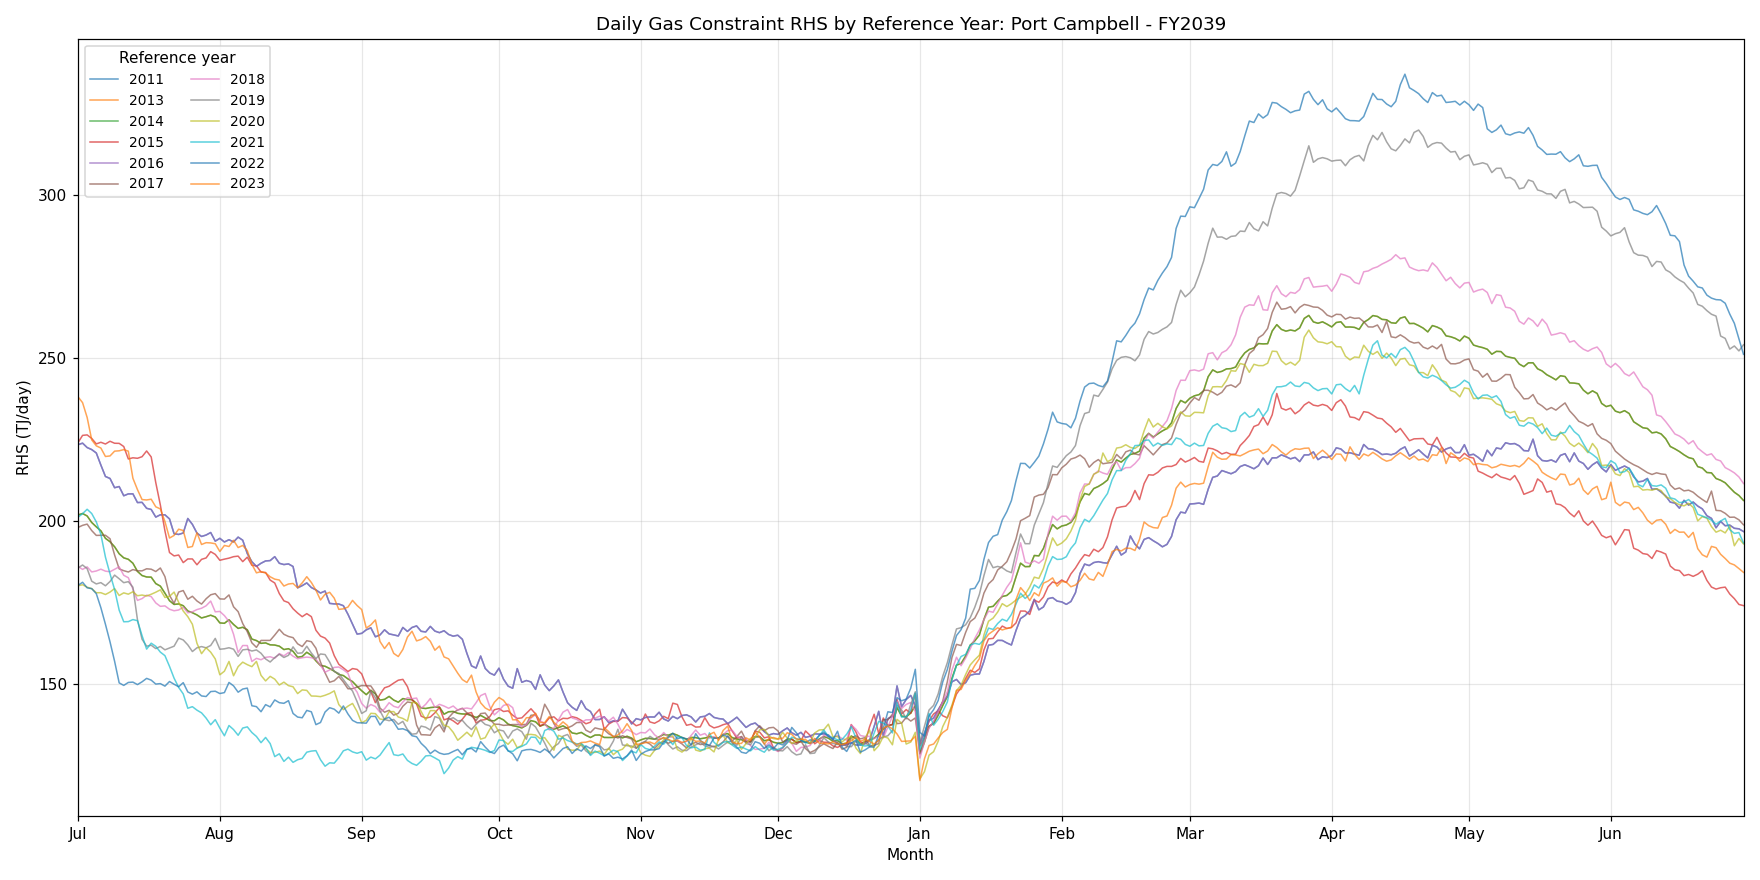 Daily Gas Constraint RHS by Reference Year: Port Campbell - FY2039
Reference year
2011 2018
2013 2019
2014 2020
2015 2021
2016 2022
2017 2023
RHS (TJ/day)
300
250
200
150
Jul Aug Sep Oct Nov Dec Jan Feb Mar Apr May Jun
Month